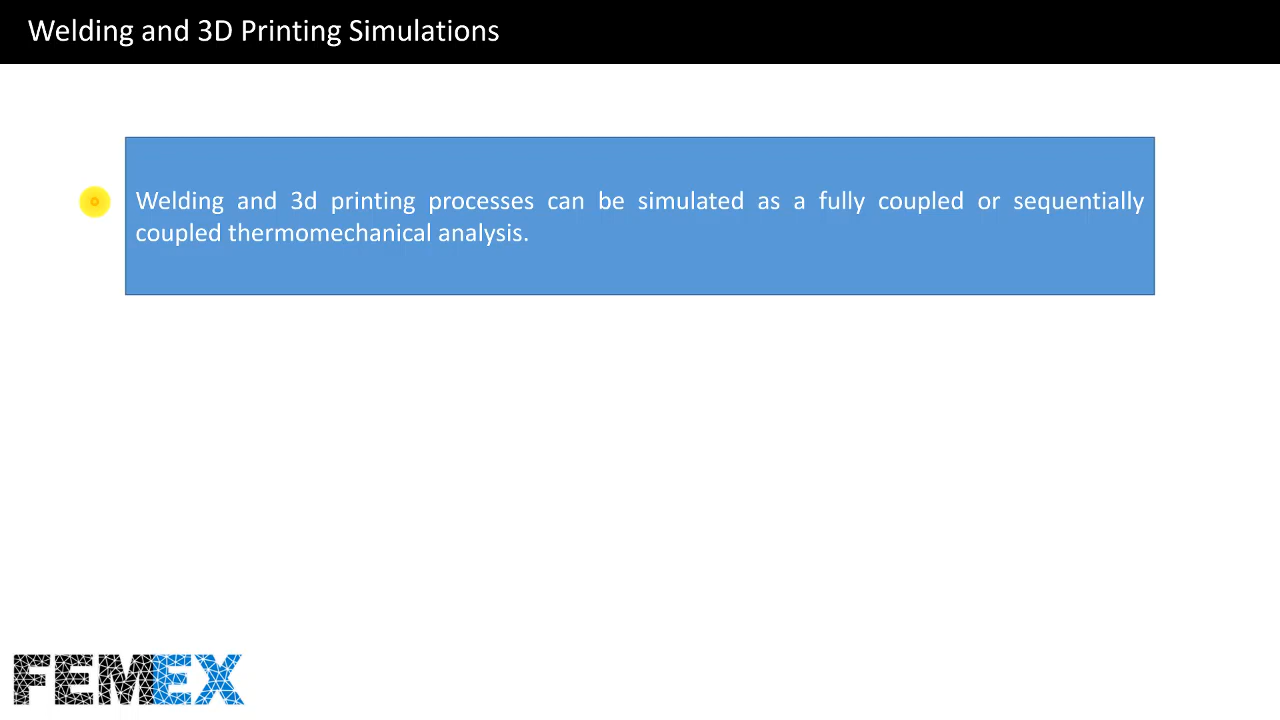 Welding and 3D Printing Simulations
Welding and 3d printing processes can be simulated as a fully coupled or sequentially
coupled thermomechanical analysis.
FEMEX